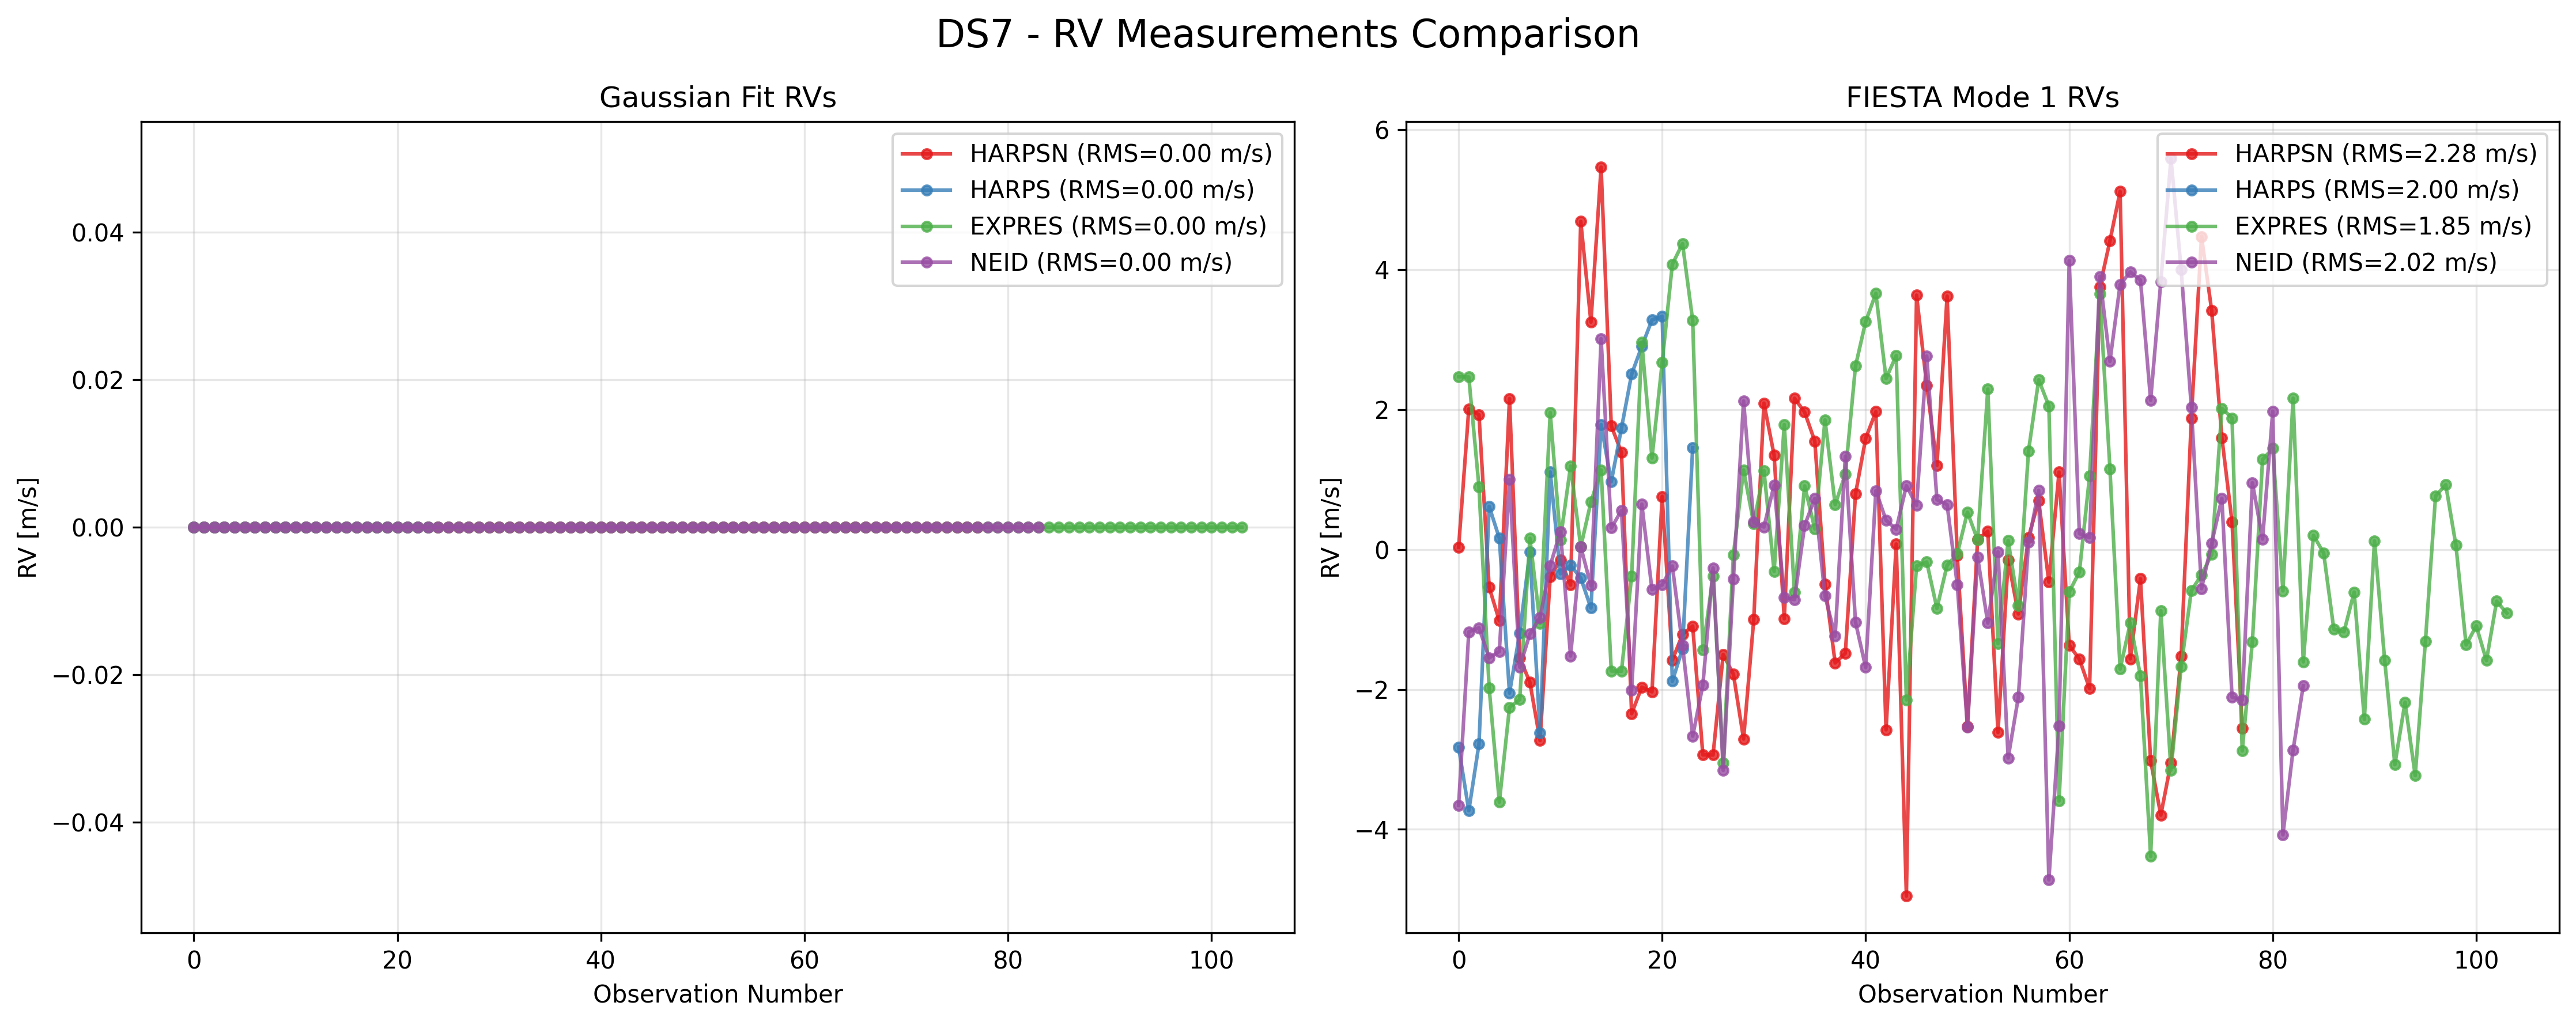 DS7 - RV Measurements Comparison
Gaussian Fit RVs
HARPSN (RMS=0.00 m/s)
HARPS (RMS=0.00 m/s)
EXPRES (RMS=0.00 m/s)
NEID (RMS=0.00 m/s)
RV [m/s]
0.04
0.02
0.00
−0.02
−0.04
0
20
40
60
80
100
Observation Number
FIESTA Mode 1 RVs
HARPSN (RMS=2.28 m/s)
HARPS (RMS=2.00 m/s)
EXPRES (RMS=1.85 m/s)
NEID (RMS=2.02 m/s)
RV [m/s]
6
4
2
0
−2
−4
0
20
40
60
80
100
Observation Number